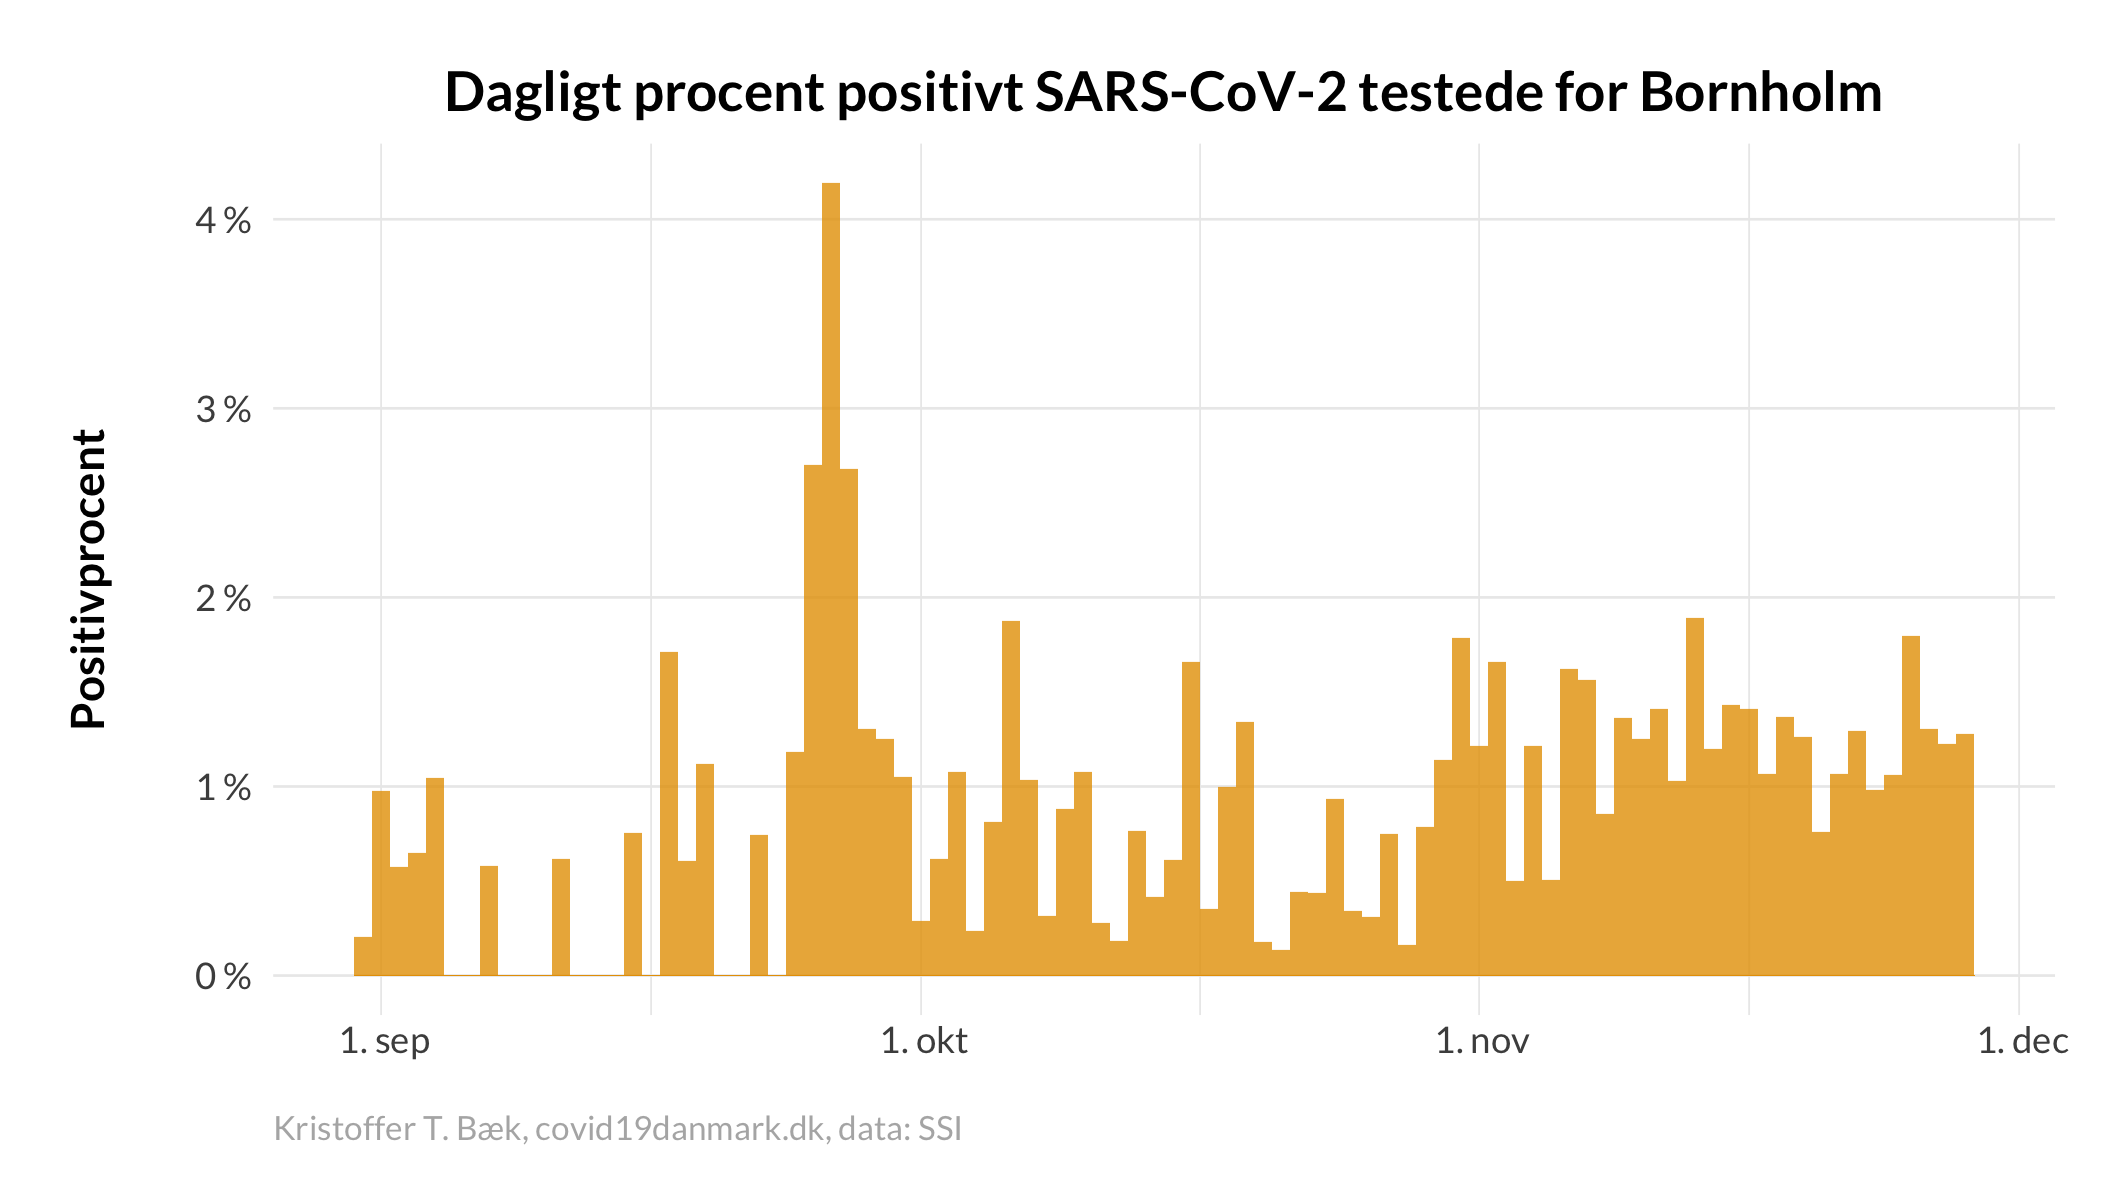 Dagligt procent positivt SARS-CoV-2 testede for Bornholm
Positivprocent
4 %
3 %
2 %
1 %
0 %
1. sep
1. okt
1. nov
1. dec
Kristoffer T. Bæk, covid19danmark.dk, data: SSI